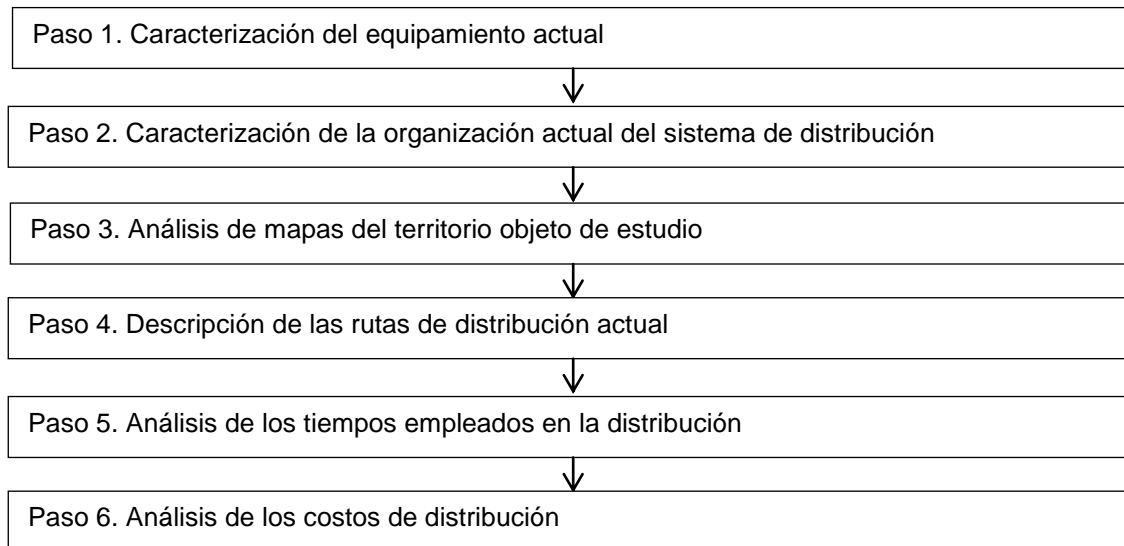 Paso 1. Caracterización del equipamiento actual
Paso 2. Caracterización de la organización actual del sistema de distribución
Paso 3. Análisis de mapas del territorio objeto de estudio
Paso 4. Descripción de las rutas de distribución actual
Paso 5. Análisis de los tiempos empleados en la distribución
Paso 6. Análisis de los costos de distribución